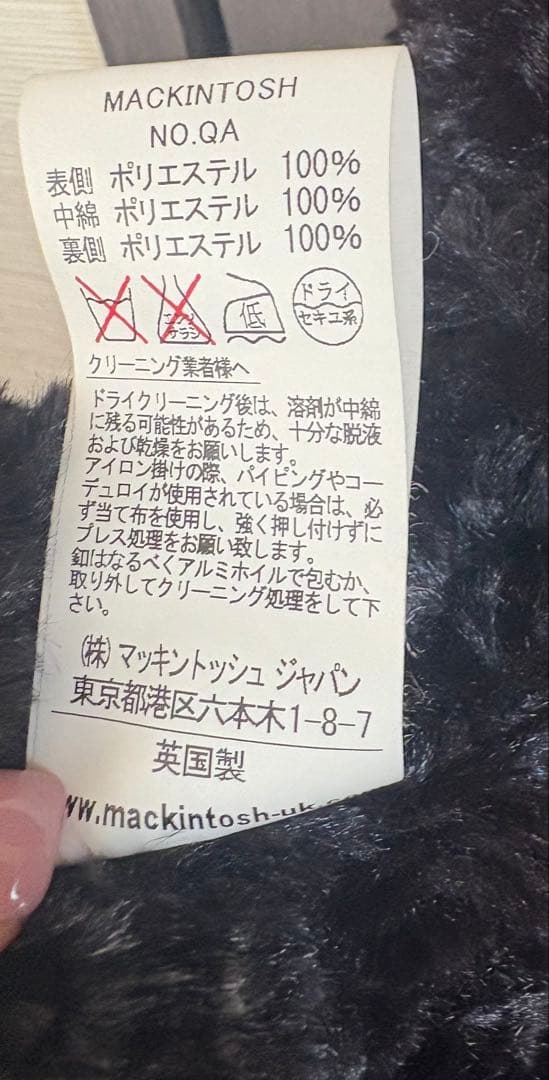 MACKINTOSH
NO.QA
表側 ポリエステル 100%
中綿 ポリエステル 100%
裏側 ポリエステル 100%
エンソ
チラシ
低
ドライ
セキユ系
クリーニング業者様へ
ドライクリーニング後は、溶剤が中綿
に残る可能性があるため、十分な脱液
および乾燥をお願いします。
アイロン掛けの際、パイピングやコー
デュロイが使用されている場合は、必
ず当て布を使用し、強く押し付けずに
プレス処理をお願い致します。
釦はなるべくアルミホイルで包むか、
取り外してクリーニング処理をして下
さい。
(株) マッキントッシュ ジャパン
東京都港区六本木1-8-7
英国製
ww.mackintosh-uk